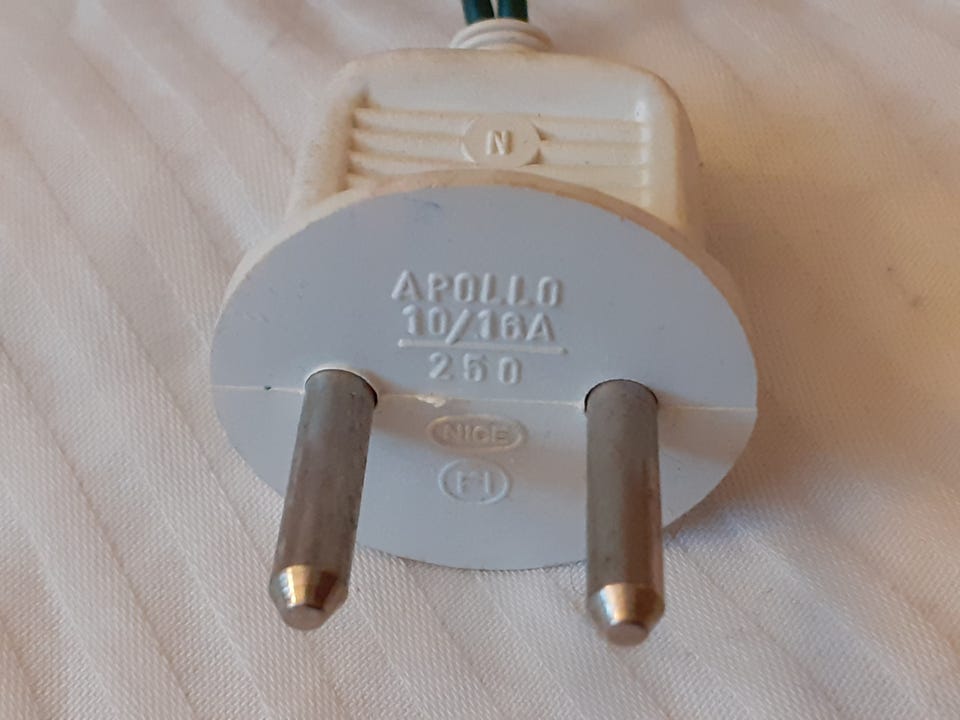 N
APOLLO
10/16A
250
NICE
FI